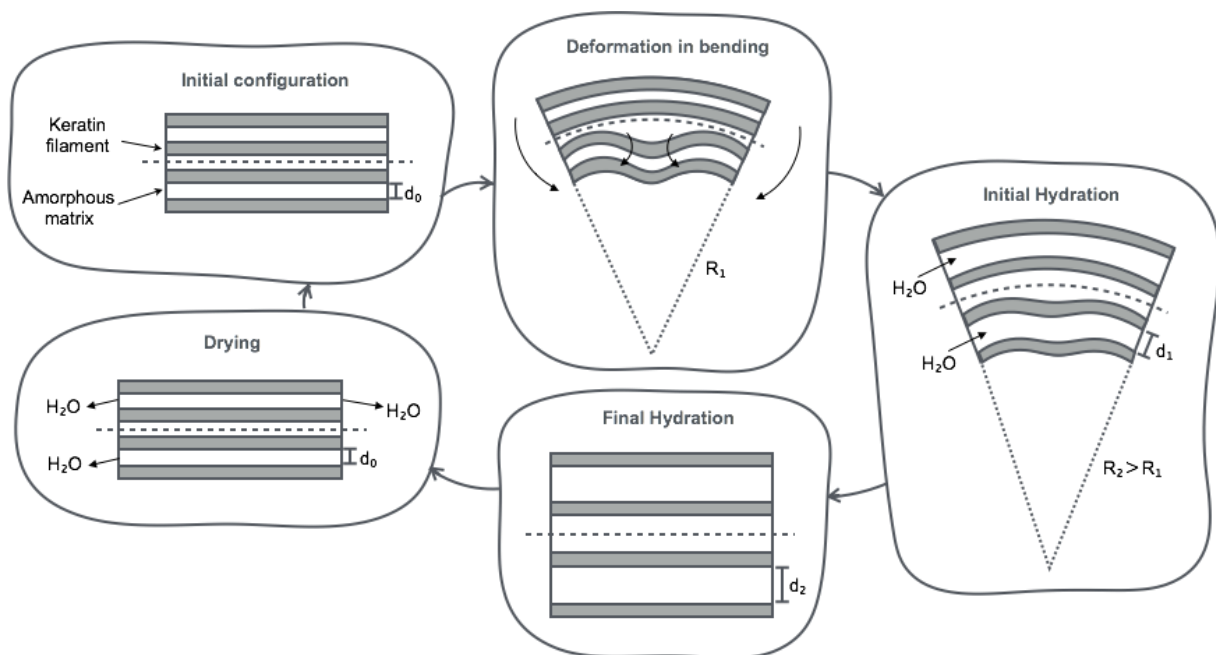 Initial configuration
Keratin
filament
Amorphous
matrix
d₀
Deformation in bending
R₁
Initial Hydration
H₂O
H₂O
d₁
R₂>R₁
Final Hydration
d₂
Drying
H₂O
H₂O
H₂O
d₀